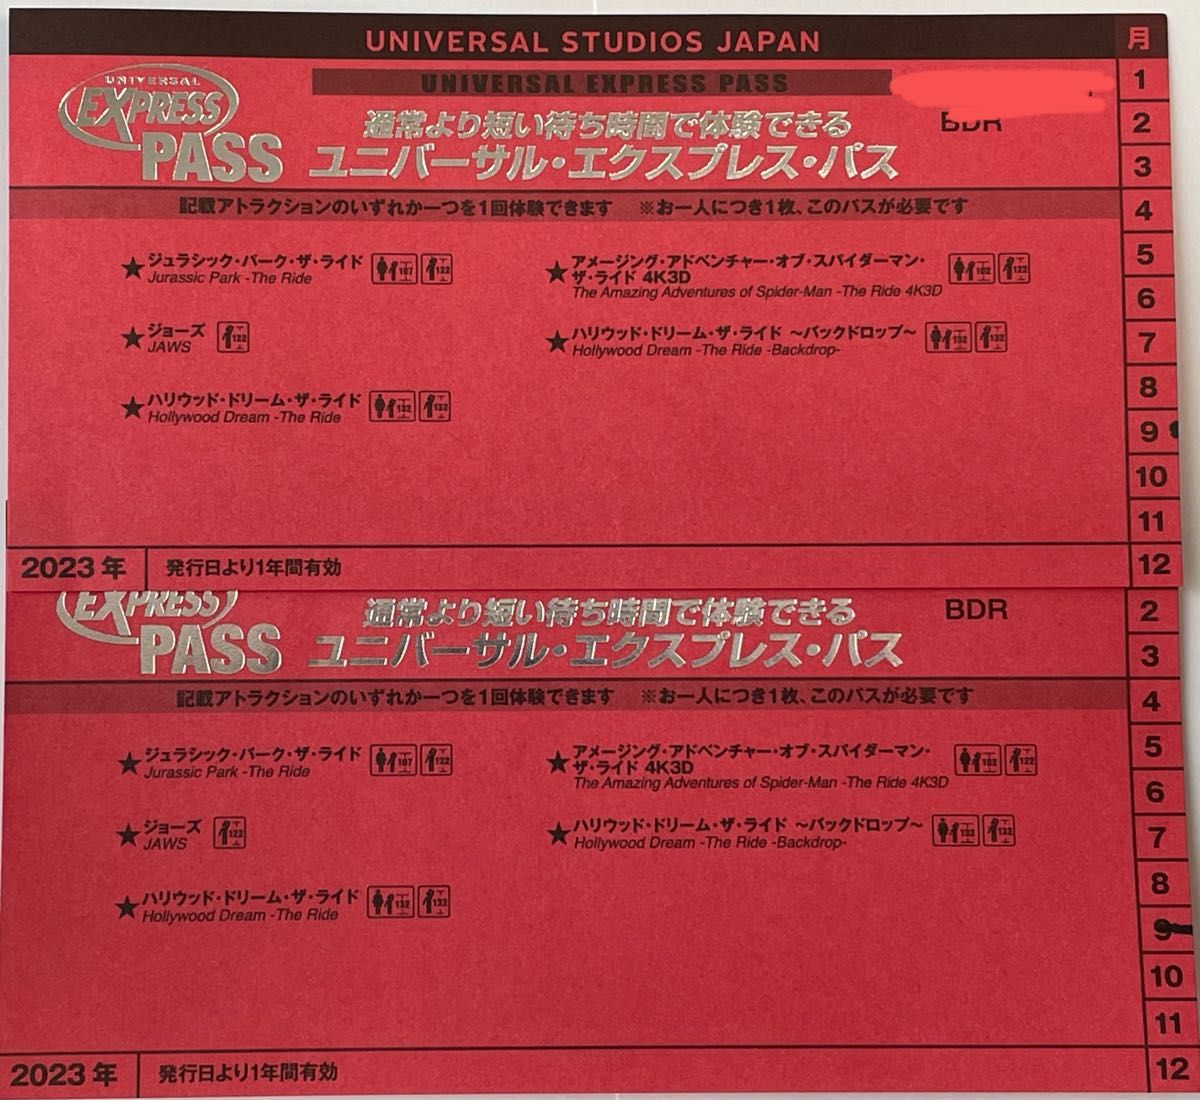 UNIVERSAL STUDIOS JAPAN 月
UNIVERSAL EXPRESS PASS 1
UNIVERSAL
EXPRESS
PASS
通常より短い待ち時間で体験できる BDR 2
ユニバーサル・エクスプレス・パス 3
記載アトラクションのいずれか一つを1回体験できます ※お一人につき1枚、このパスが必要です 4
★ジュラシック・パーク・ザ・ライド 107 122
Jurassic Park -The Ride
★アメージング・アドベンチャー・オブ・スパイダーマン・
ザ・ライド 4K3D 102 122
The Amazing Adventures of Spider-Man -The Ride 4K3D
5
6
★ジョーズ 122
JAWS
★ハリウッド・ドリーム・ザ・ライド ～バックドロップ～ 132 132
Hollywood Dream -The Ride -Backdrop-
7
8
★ハリウッド・ドリーム・ザ・ライド 132 132
Hollywood Dream -The Ride
9
10
11
2023年 発行日より1年間有効 12
EXPRESS
PASS
通常より短い待ち時間で体験できる BDR 2
ユニバーサル・エクスプレス・パス 3
記載アトラクションのいずれか一つを1回体験できます ※お一人につき1枚、このパスが必要です 4
★ジュラシック・パーク・ザ・ライド 107 122
Jurassic Park -The Ride
★アメージング・アドベンチャー・オブ・スパイダーマン・
ザ・ライド 4K3D 102 122
The Amazing Adventures of Spider-Man -The Ride 4K3D
5
6
★ジョーズ 122
JAWS
★ハリウッド・ドリーム・ザ・ライド ～バックドロップ～ 132 132
Hollywood Dream -The Ride -Backdrop-
7
8
★ハリウッド・ドリーム・ザ・ライド 132 132
Hollywood Dream -The Ride
9
10
11
2023年 発行日より1年間有効 12